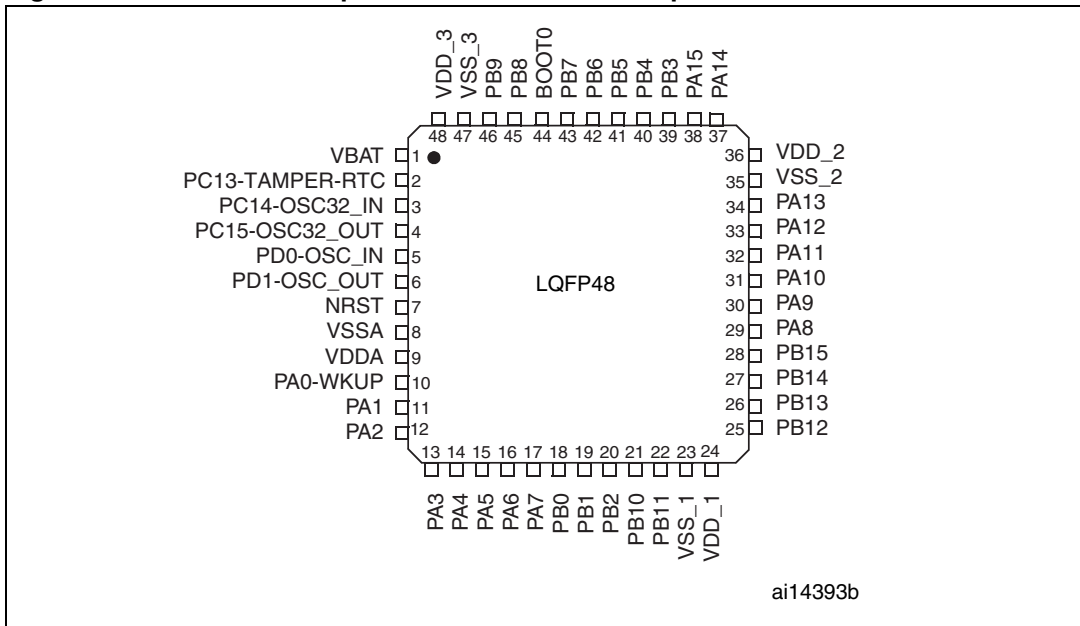 VDD_3
VSS_3
PB9
PB8
BOOT0
PB7
PB6
PB5
PB4
PB3
PA15
PA14
48 47 46 45 44 43 42 41 40 39 38 37
VBAT 1
PC13-TAMPER-RTC 2
PC14-OSC32_IN 3
PC15-OSC32_OUT 4
PD0-OSC_IN 5
PD1-OSC_OUT 6
NRST 7
VSSA 8
VDDA 9
PA0-WKUP 10
PA1 11
PA2 12
LQFP48
36 VDD_2
35 VSS_2
34 PA13
33 PA12
32 PA11
31 PA10
30 PA9
29 PA8
28 PB15
27 PB14
26 PB13
25 PB12
13 14 15 16 17 18 19 20 21 22 23 24
PA3
PA4
PA5
PA6
PA7
PB0
PB1
PB2
PB10
PB11
VSS_1
VDD_1
ai14393b